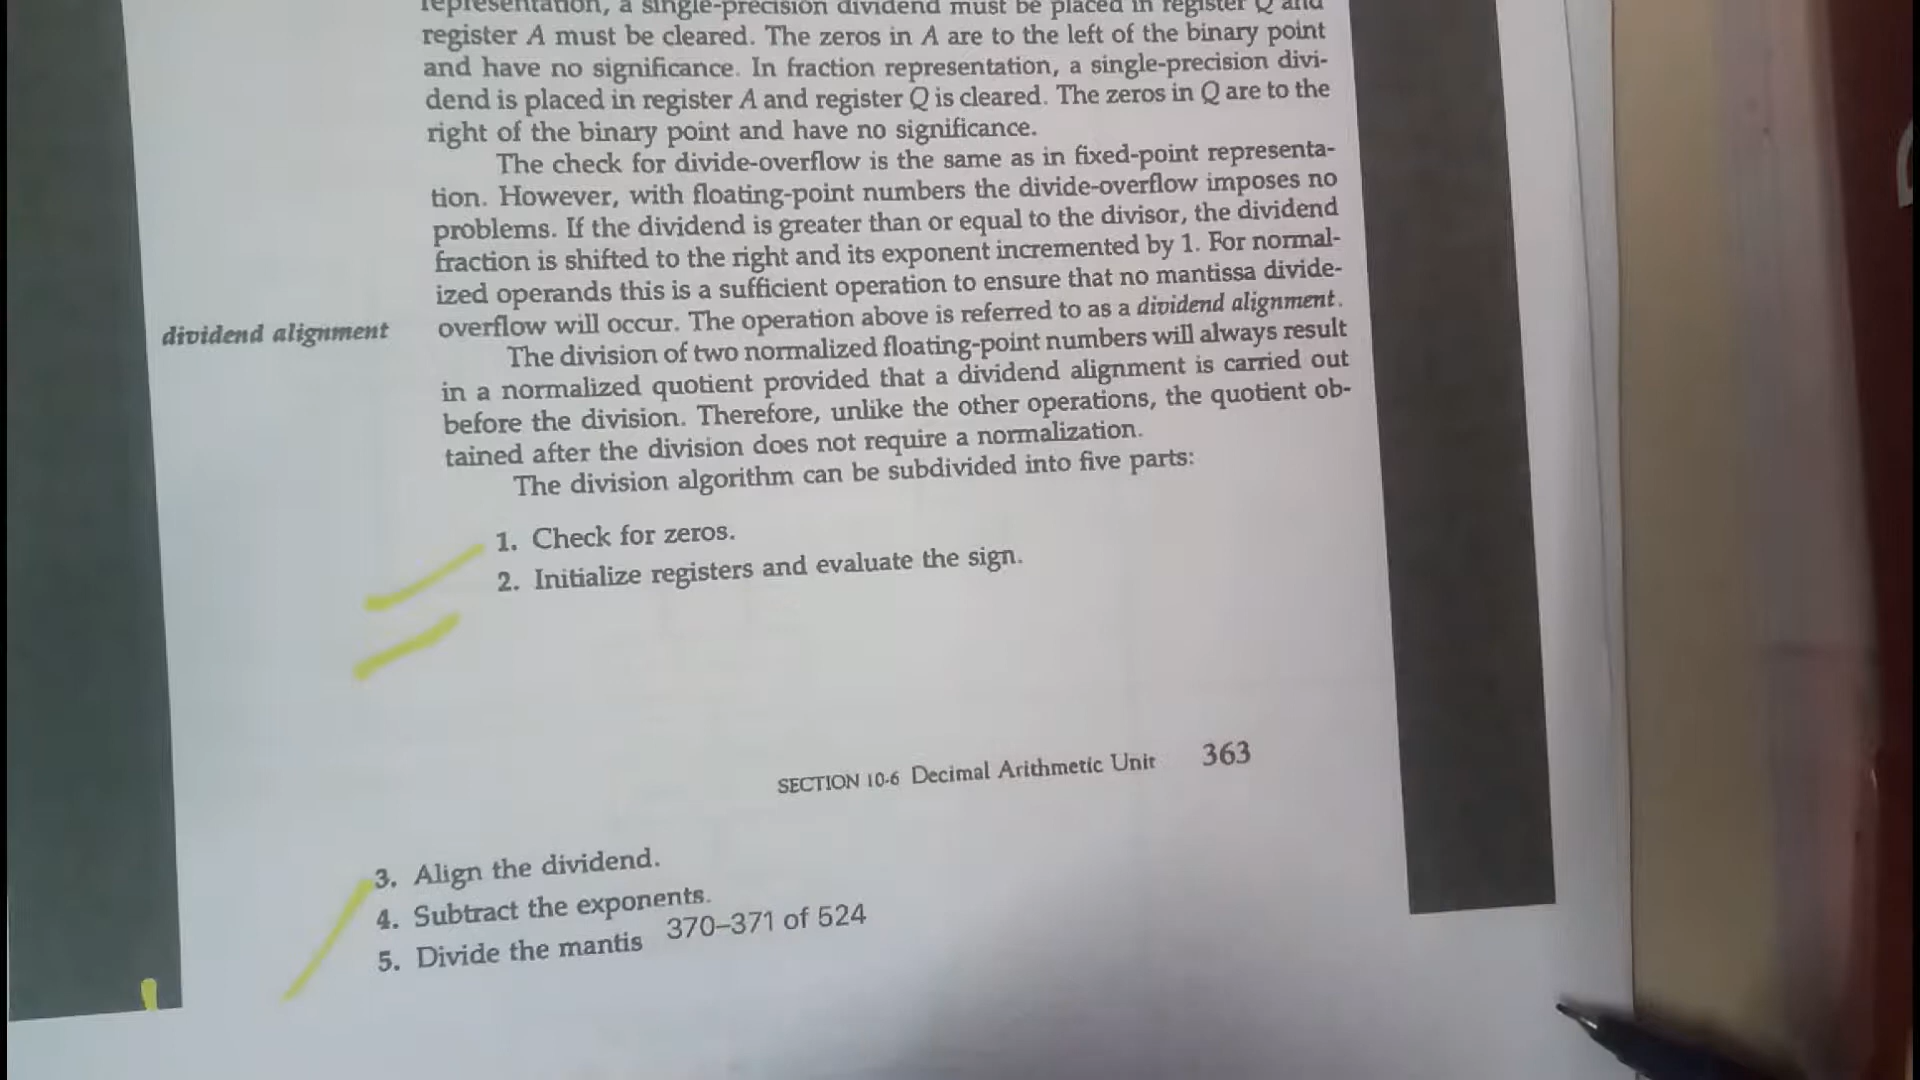 representation, a single-precision dividend must be placed in register Q and
register A must be cleared. The zeros in A are to the left of the binary point
and have no significance. In fraction representation, a single-precision divi-
dend is placed in register A and register Q is cleared. The zeros in Q are to the
right of the binary point and have no significance.
The check for divide-overflow is the same as in fixed-point representa-
tion. However, with floating-point numbers the divide-overflow imposes no
problems. If the dividend is greater than or equal to the divisor, the dividend
fraction is shifted to the right and its exponent incremented by 1. For normal-
ized operands this is a sufficient operation to ensure that no mantissa divide-
dividend alignment overflow will occur. The operation above is referred to as a dividend alignment.
The division of two normalized floating-point numbers will always result
in a normalized quotient provided that a dividend alignment is carried out
before the division. Therefore, unlike the other operations, the quotient ob-
tained after the division does not require a normalization.
The division algorithm can be subdivided into five parts:
1. Check for zeros.
2. Initialize registers and evaluate the sign.
SECTION 10-6 Decimal Arithmetic Unit 363
3. Align the dividend.
4. Subtract the exponents.
5. Divide the mantis 370–371 of 524